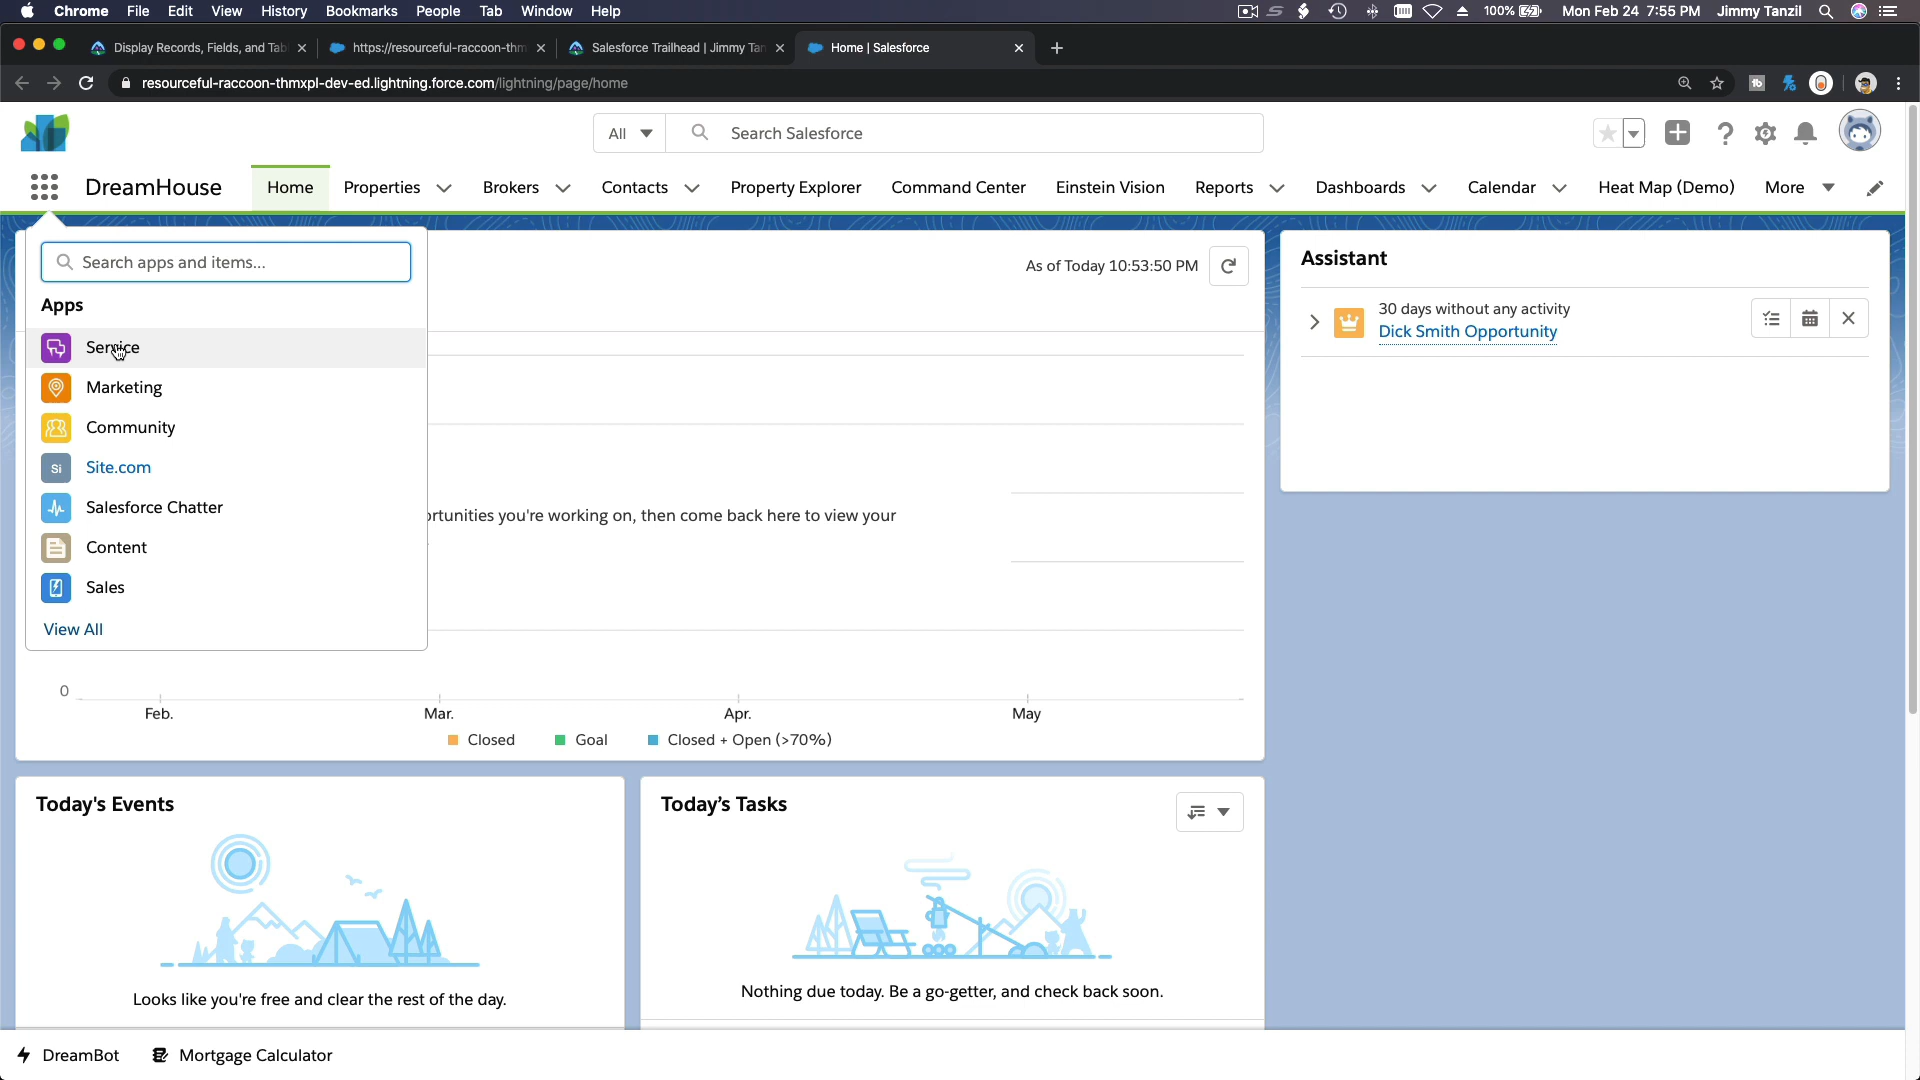 Chrome File Edit View History Bookmarks People Tab Window Help 100% Mon Feb 24 7:55 PM Jimmy Tanzil
Display Records, Fields, and Tab https://resourceful-raccoon-thm Salesforce Trailhead | Jimmy Tan Home | Salesforce
resourceful-raccoon-thmxpl-dev-ed.lightning.force.com/lightning/page/home
All Search Salesforce
DreamHouse Home Properties Brokers Contacts Property Explorer Command Center Einstein Vision Reports Dashboards Calendar Heat Map (Demo) More
Search apps and items...
Apps
Service
Marketing
Community
Si Site.com
Salesforce Chatter
Content
Sales
View All
As of Today 10:53:50 PM
ortunities you're working on, then come back here to view your
0
Feb. Mar. Apr. May
Closed Goal Closed + Open (>70%)
Assistant
30 days without any activity
Dick Smith Opportunity
Today's Events
Looks like you're free and clear the rest of the day.
Today's Tasks
Nothing due today. Be a go-getter, and check back soon.
DreamBot Mortgage Calculator